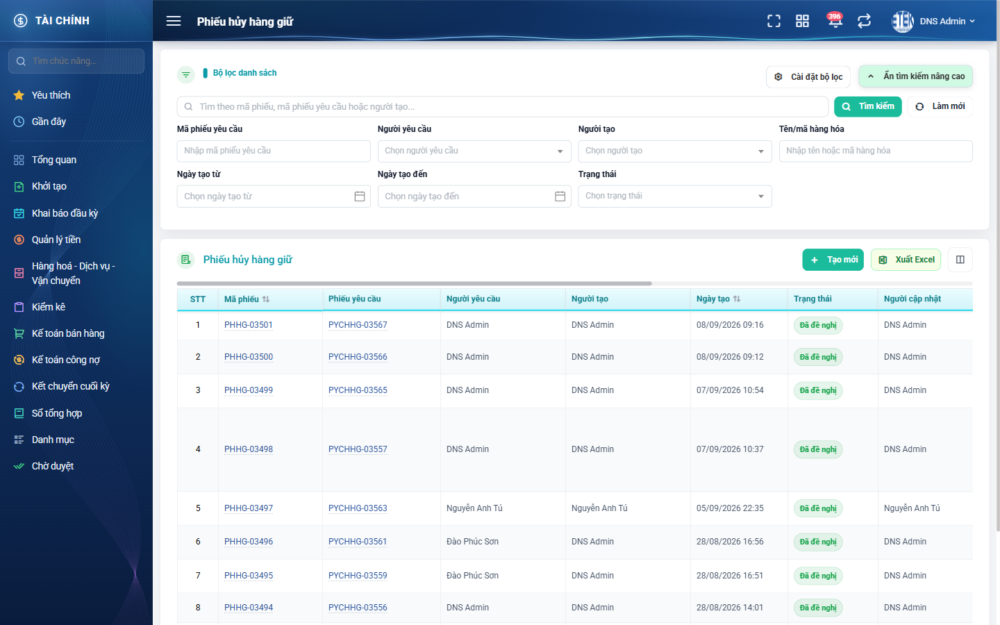 TÀI CHÍNH
Tìm chức năng...
Yêu thích
Gần đây
Tổng quan
Khởi tạo
Khai báo đầu kỳ
Quản lý tiền
Hàng hoá - Dịch vụ -
Vận chuyển
Kiểm kê
Kế toán bán hàng
Kế toán công nợ
Kết chuyển cuối kỳ
Sổ tổng hợp
Danh mục
Chờ duyệt
Phiếu hủy hàng giữ
396
DNS Admin
Bộ lọc danh sách
Cài đặt bộ lọc
Ẩn tìm kiếm nâng cao
Tìm theo mã phiếu, mã phiếu yêu cầu hoặc người tạo...
Tìm kiếm
Làm mới
Mã phiếu yêu cầu
Người yêu cầu
Người tạo
Tên/mã hàng hóa
Nhập mã phiếu yêu cầu
Chọn người yêu cầu
Chọn người tạo
Nhập tên hoặc mã hàng hóa
Ngày tạo từ
Ngày tạo đến
Trạng thái
Chọn ngày tạo từ
Chọn ngày tạo đến
Chọn trạng thái
Phiếu hủy hàng giữ
Tạo mới
Xuất Excel
STT Mã phiếu Phiếu yêu cầu Người yêu cầu Người tạo Ngày tạo Trạng thái Người cập nhật
1 PHHG-03501 PYCHHG-03567 DNS Admin DNS Admin 08/09/2026 09:16 Đã đề nghị DNS Admin
2 PHHG-03500 PYCHHG-03566 DNS Admin DNS Admin 08/09/2026 09:12 Đã đề nghị DNS Admin
3 PHHG-03499 PYCHHG-03565 DNS Admin DNS Admin 07/09/2026 10:54 Đã đề nghị DNS Admin
4 PHHG-03498 PYCHHG-03557 DNS Admin DNS Admin 07/09/2026 10:37 Đã đề nghị DNS Admin
5 PHHG-03497 PYCHHG-03563 Nguyễn Anh Tú Nguyễn Anh Tú 05/09/2026 22:35 Đã đề nghị Nguyễn Anh Tú
6 PHHG-03496 PYCHHG-03561 Đào Phúc Sơn DNS Admin 28/08/2026 16:56 Đã đề nghị DNS Admin
7 PHHG-03495 PYCHHG-03559 Đào Phúc Sơn DNS Admin 28/08/2026 16:51 Đã đề nghị DNS Admin
8 PHHG-03494 PYCHHG-03556 DNS Admin DNS Admin 28/08/2026 14:01 Đã đề nghị DNS Admin